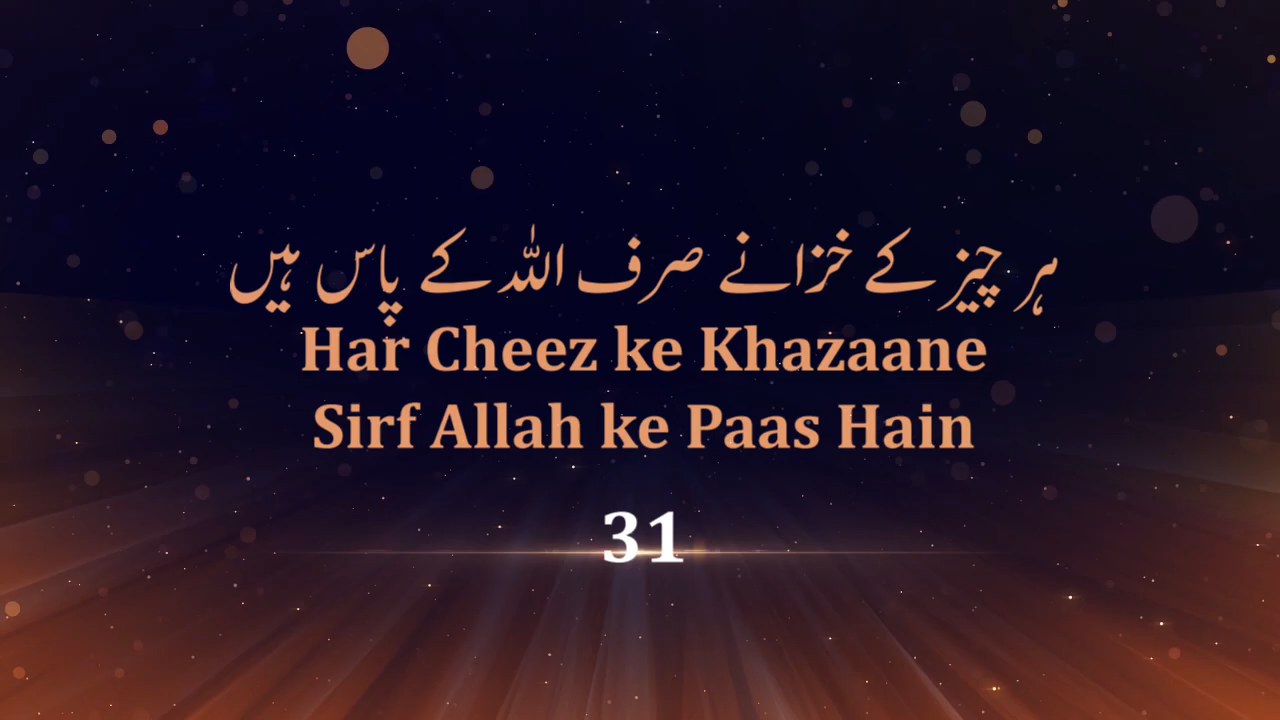 ہر چیز کے خزانے صرف اللہ کے پاس ہیں
Har Cheez ke Khazaane
Sirf Allah ke Paas Hain
31